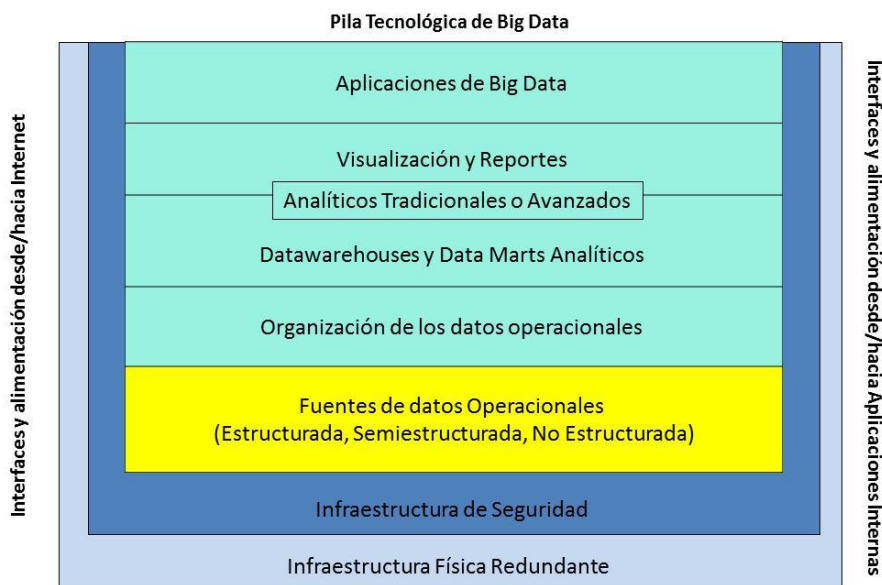 Pila Tecnológica de Big Data
Interfaces y alimentación desde/hacia Internet
Aplicaciones de Big Data
Visualización y Reportes
Analíticos Tradicionales o Avanzados
Datawarehouses y Data Marts Analíticos
Organización de los datos operacionales
Fuentes de datos Operacionales
(Estructurada, Semiestructurada, No Estructurada)
Infraestructura de Seguridad
Infraestructura Física Redundante
Interfaces y alimentación desde/hacia Aplicaciones Internas